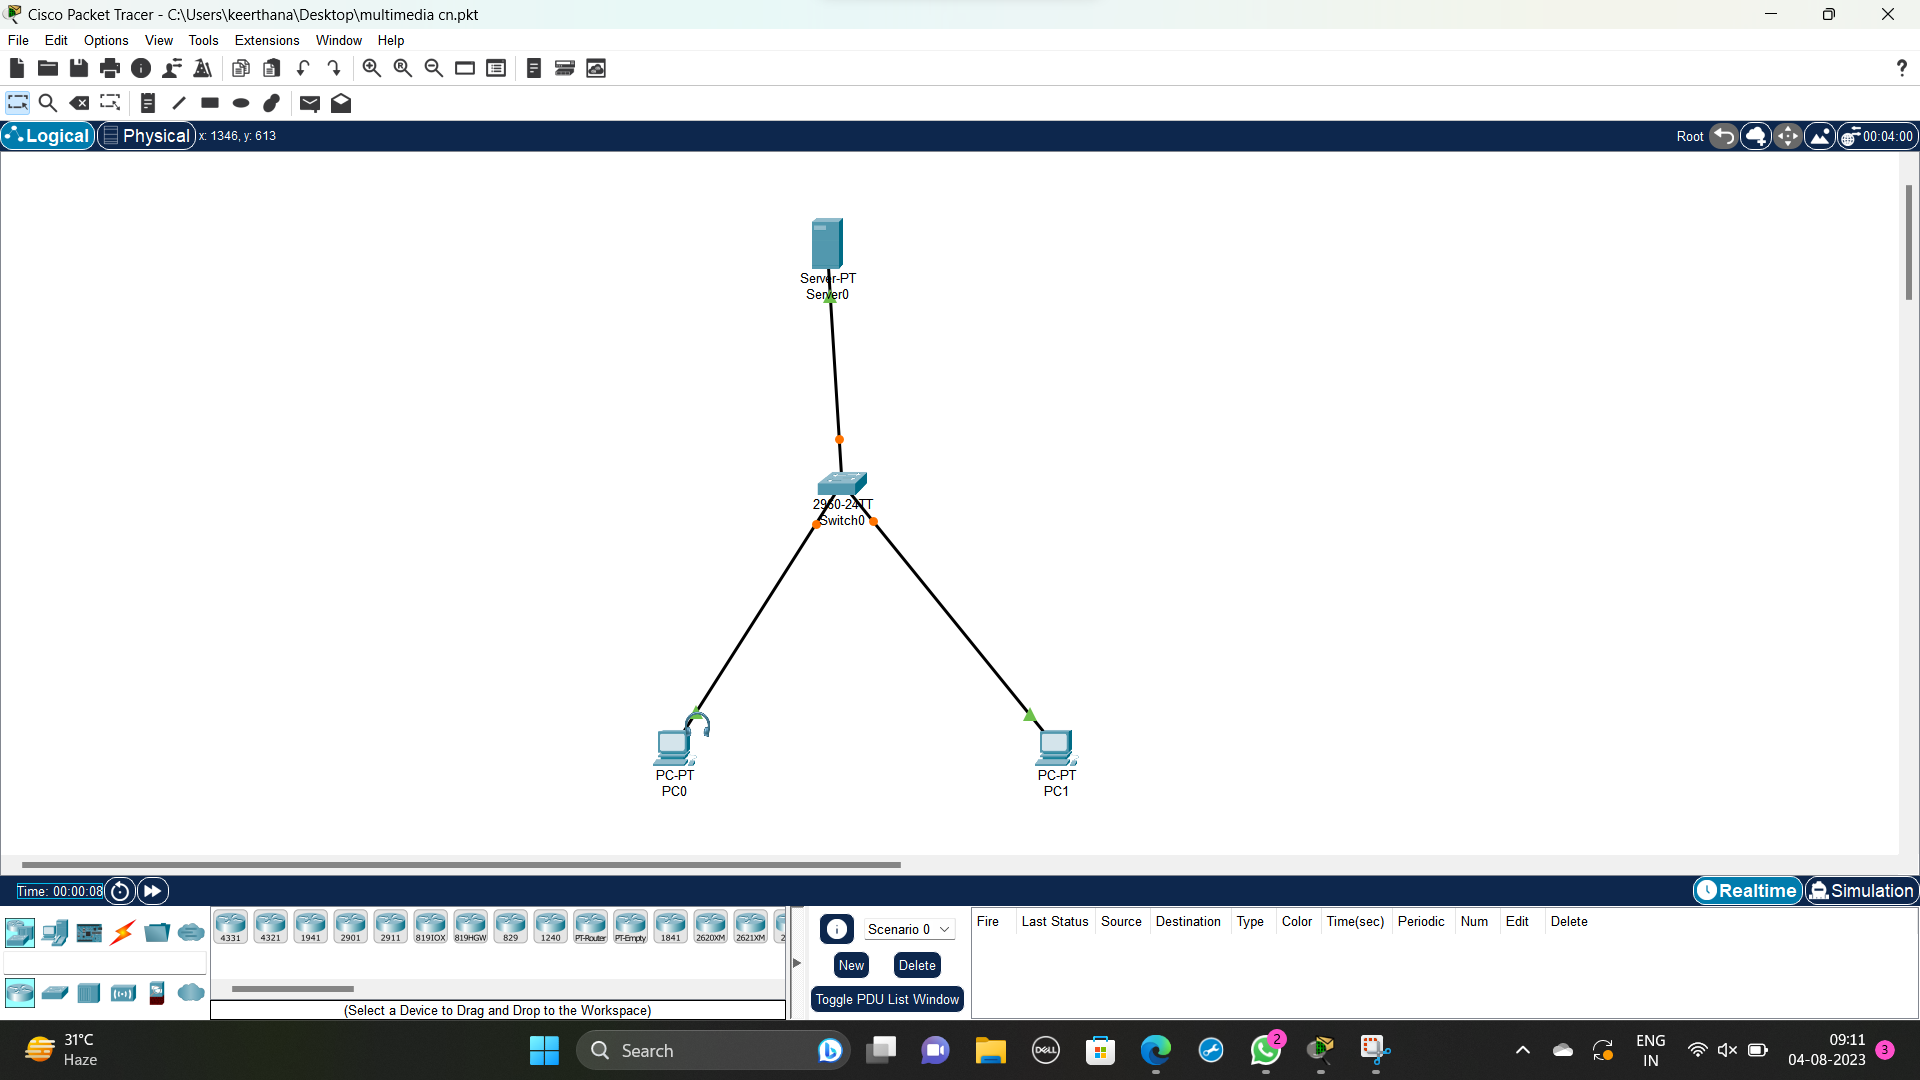 Cisco Packet Tracer - C:\Users\keerthana\Desktop\multimedia cn.pkt
File Edit Options View Tools Extensions Window Help
?
Logical Physical x: 1346, y: 613 Root 00:04:00
Server-PT
Server0
2960-24TT
Switch0
PC-PT
PC0
PC-PT
PC1
Time: 00:00:08 Realtime Simulation
4331 4321 1941 2901 2911 819IOX 819HGW 829 1240 PT-Router PT-Empty 1841 2620XM 2621XM 2
(Select a Device to Drag and Drop to the Workspace)
Scenario 0
New Delete
Toggle PDU List Window
Fire Last Status Source Destination Type Color Time(sec) Periodic Num Edit Delete
31°C
Haze
Search
DELL
2
ENG
IN
09:11
04-08-2023
3